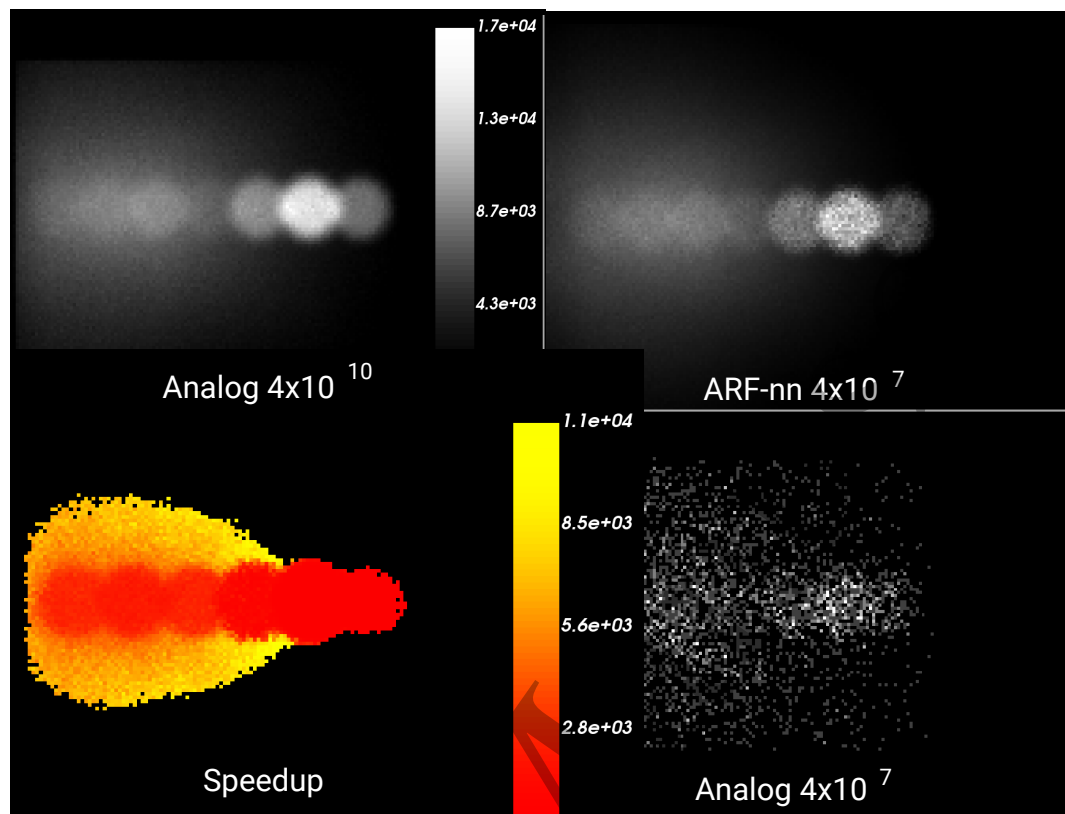 1.7e+04
1.3e+04
8.7e+03
4.3e+03
Analog 4x10 10
ARF-nn 4x10 7
1.1e+04
8.5e+03
5.6e+03
2.8e+03
Speedup
Analog 4x10 7